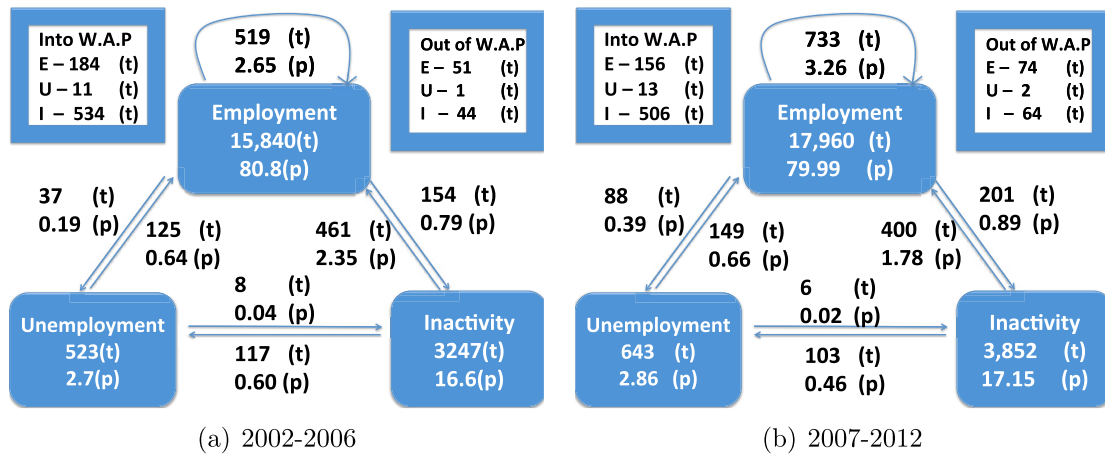 Into W.A.P
E – 184 (t)
U – 11 (t)
I – 534 (t)
519 (t)
2.65 (p)
Out of W.A.P
E – 51 (t)
U – 1 (t)
I – 44 (t)
Employment
15,840(t)
80.8(p)
37 (t)
0.19 (p)
125 (t)
0.64 (p)
461 (t)
2.35 (p)
154 (t)
0.79 (p)
8 (t)
0.04 (p)
Unemployment
523(t)
2.7(p)
117 (t)
0.60 (p)
Inactivity
3247(t)
16.6(p)
(a) 2002-2006
Into W.A.P
E – 156 (t)
U – 13 (t)
I – 506 (t)
733 (t)
3.26 (p)
Out of W.A.P
E – 74 (t)
U – 2 (t)
I – 64 (t)
Employment
17,960 (t)
79.99 (p)
88 (t)
0.39 (p)
149 (t)
0.66 (p)
400 (t)
1.78 (p)
201 (t)
0.89 (p)
6 (t)
0.02 (p)
Unemployment
643 (t)
2.86 (p)
103 (t)
0.46 (p)
Inactivity
3,852 (t)
17.15 (p)
(b) 2007-2012